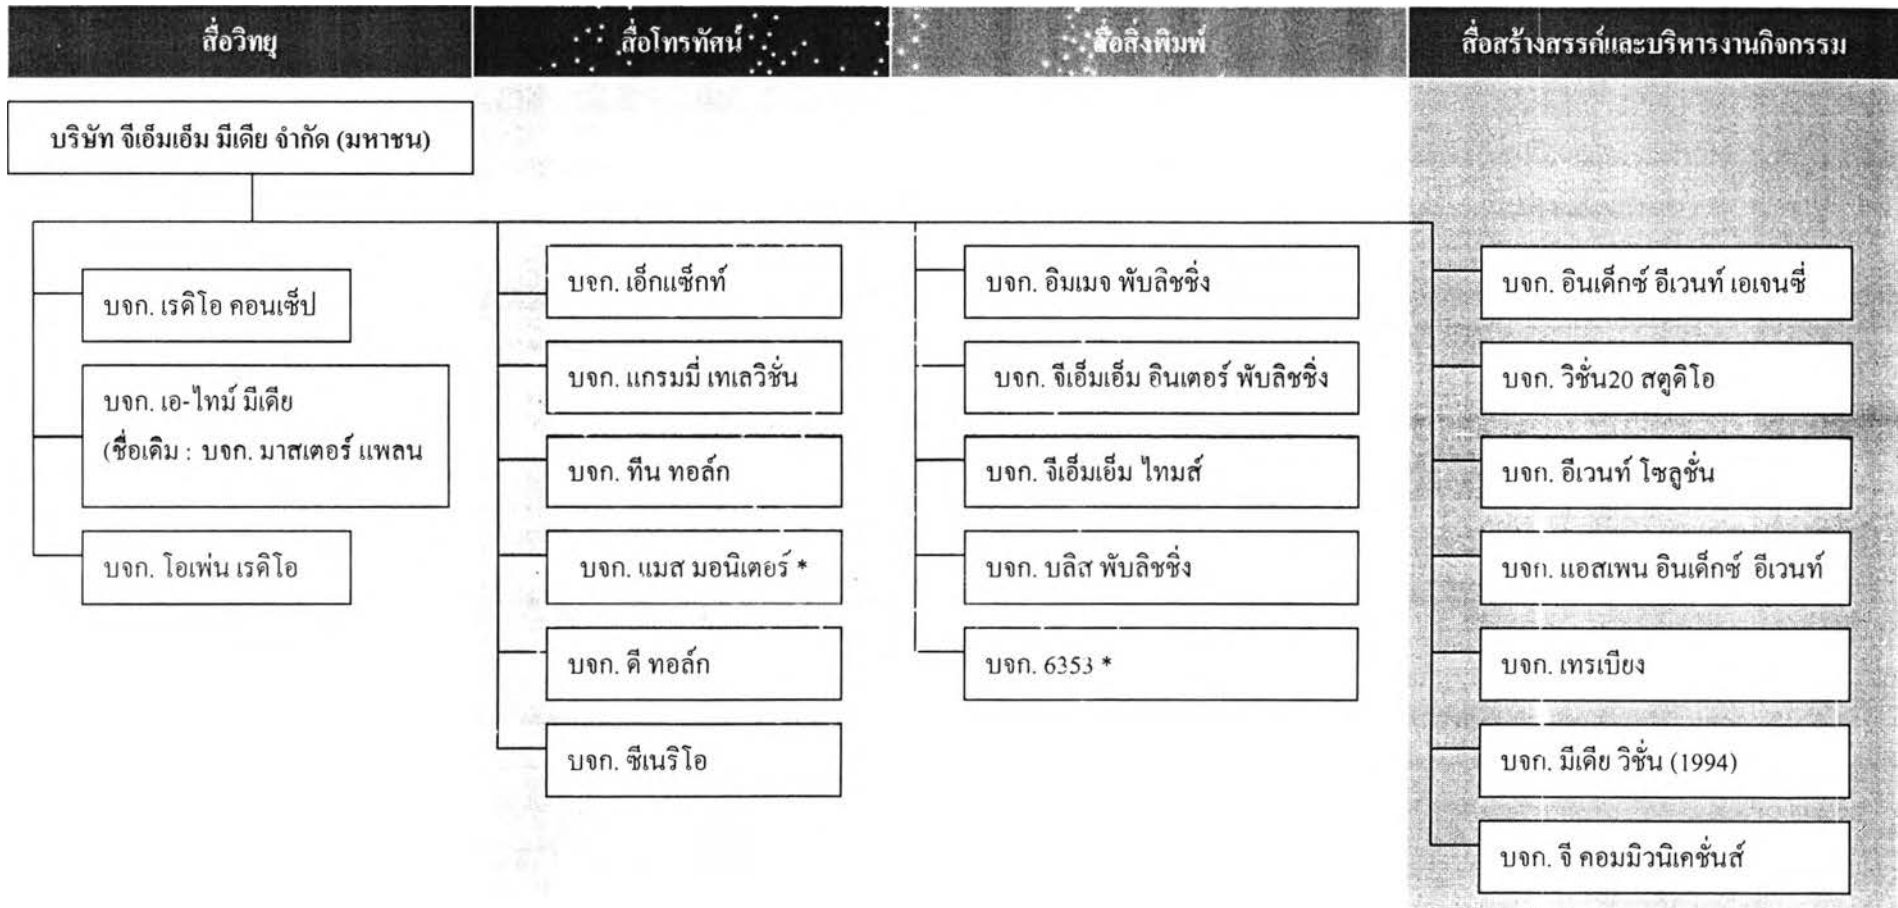 สื่อวิทยุ
สื่อโทรทัศน์
สื่อสิ่งพิมพ์
สื่อสร้างสรรค์และบริหารงานกิจกรรม
บริษัท จีเอ็มเอ็ม มีเดีย จำกัด (มหาชน)
บจก. เรดิโอ คอนเซ็ป
บจก. เอ-ไทม์ มีเดีย
(ชื่อเดิม : บจก. มาสเตอร์ แพลน
บจก. โอเพ่น เรดิโอ
บจก. เอ็กแซ็กท์
บจก. แกรมมี่ เทเลวิชั่น
บจก. ทีน ทอล์ก
บจก. แมส มอนิเตอร์ *
บจก. ดี ทอล์ก
บจก. ซีเนริโอ
บจก. อิมเมจ พับลิชชิ่ง
บจก. จีเอ็มเอ็ม อินเตอร์ พับลิชชิ่ง
บจก. จีเอ็มเอ็ม ไทมส์
บจก. บลิส พับลิชชิ่ง
บจก. 6353 *
บจก. อินเด็กซ์ อีเวนท์ เอเจนซี่
บจก. วิชั่น20 สตูดิโอ
บจก. อีเวนท์ โซลูชั่น
บจก. แอสเพน อินเด็กซ์ อีเวนท์
บจก. เทรเบียง
บจก. มีเดีย วิชั่น (1994)
บจก. จี คอมมิวนิเคชั่นส์